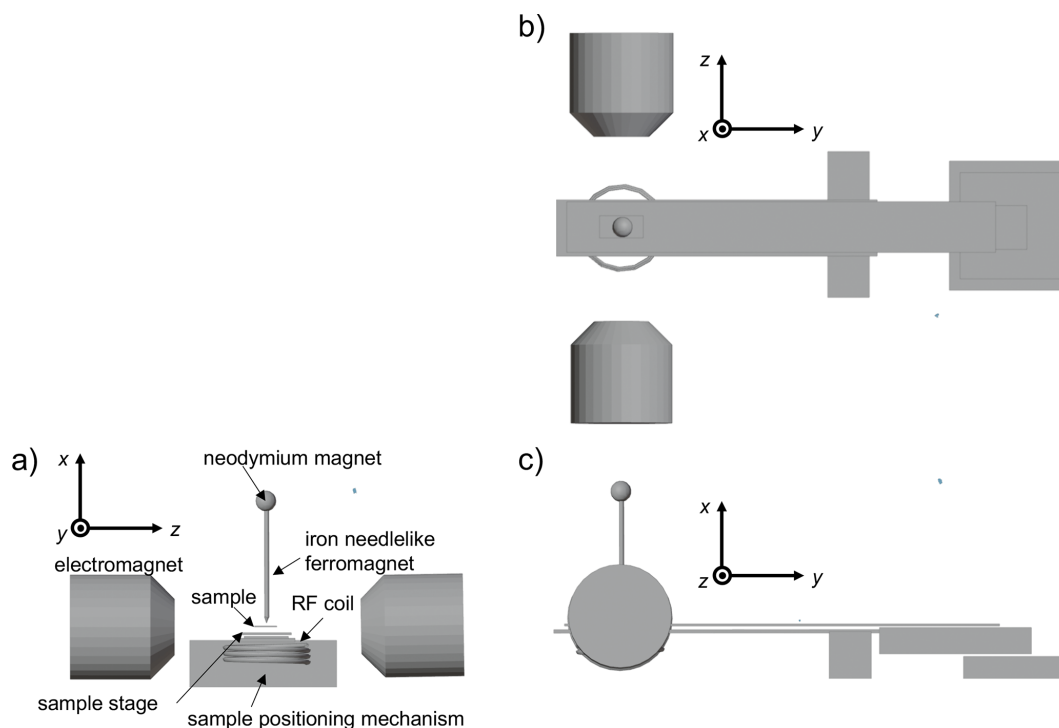 b)
z
x
y
a)
x
y
z
neodymium magnet
iron needlelike
ferromagnet
electromagnet
sample
RF coil
sample stage
sample positioning mechanism
c)
x
z
y